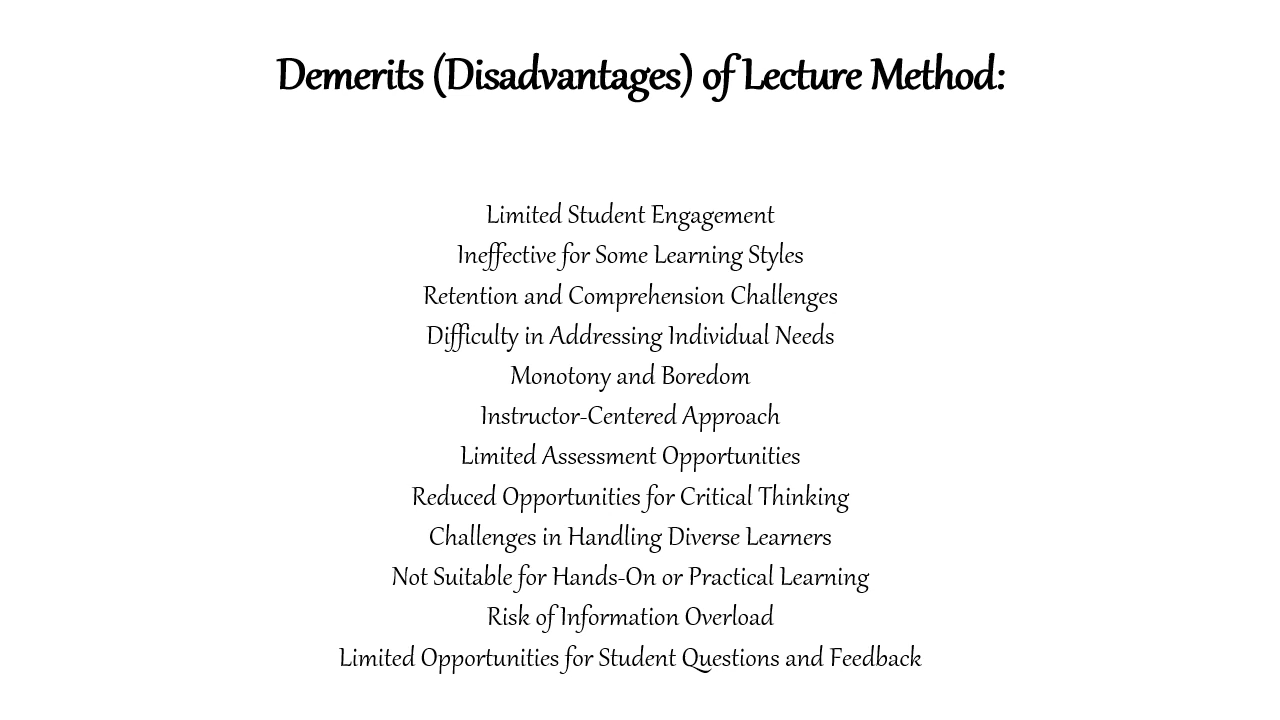 Demerits (Disadvantages) of Lecture Method:
Limited Student Engagement
Ineffective for Some Learning Styles
Retention and Comprehension Challenges
Difficulty in Addressing Individual Needs
Monotony and Boredom
Instructor-Centered Approach
Limited Assessment Opportunities
Reduced Opportunities for Critical Thinking
Challenges in Handling Diverse Learners
Not Suitable for Hands-On or Practical Learning
Risk of Information Overload
Limited Opportunities for Student Questions and Feedback